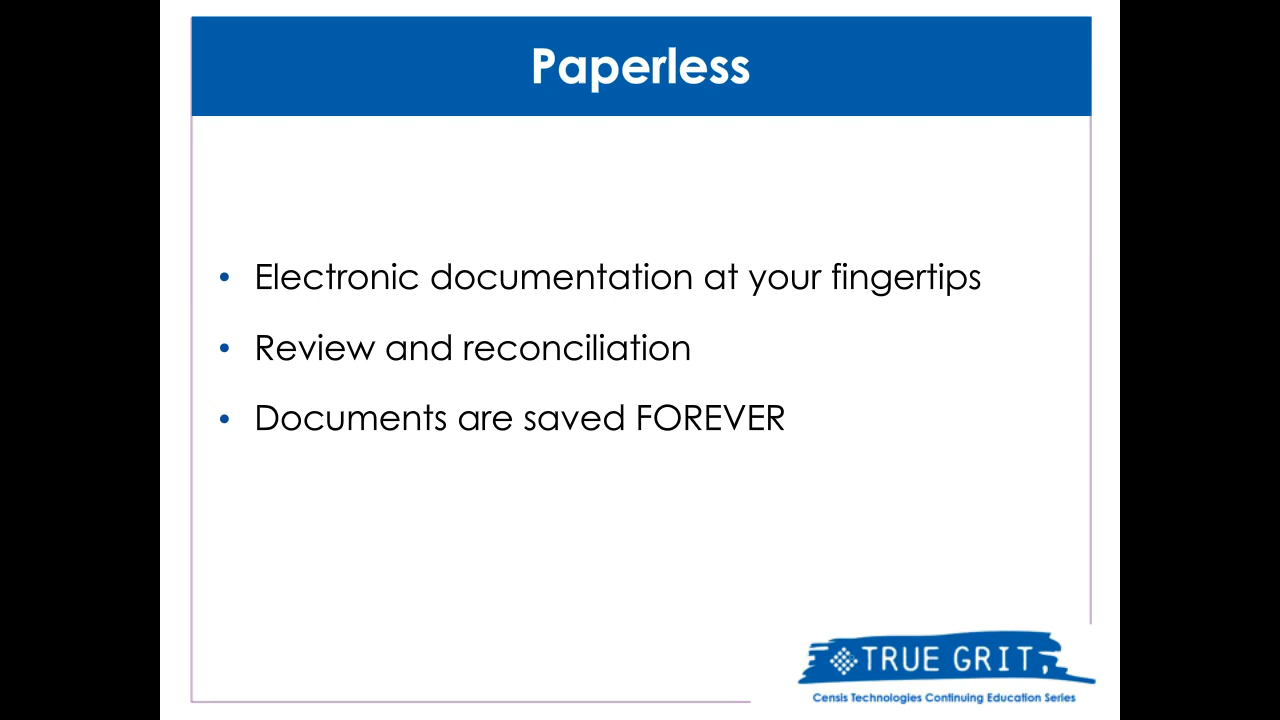 Paperless
• Electronic documentation at your fingertips
• Review and reconciliation
• Documents are saved FOREVER
TRUE GRIT
Censis Technologies Continuing Education Series